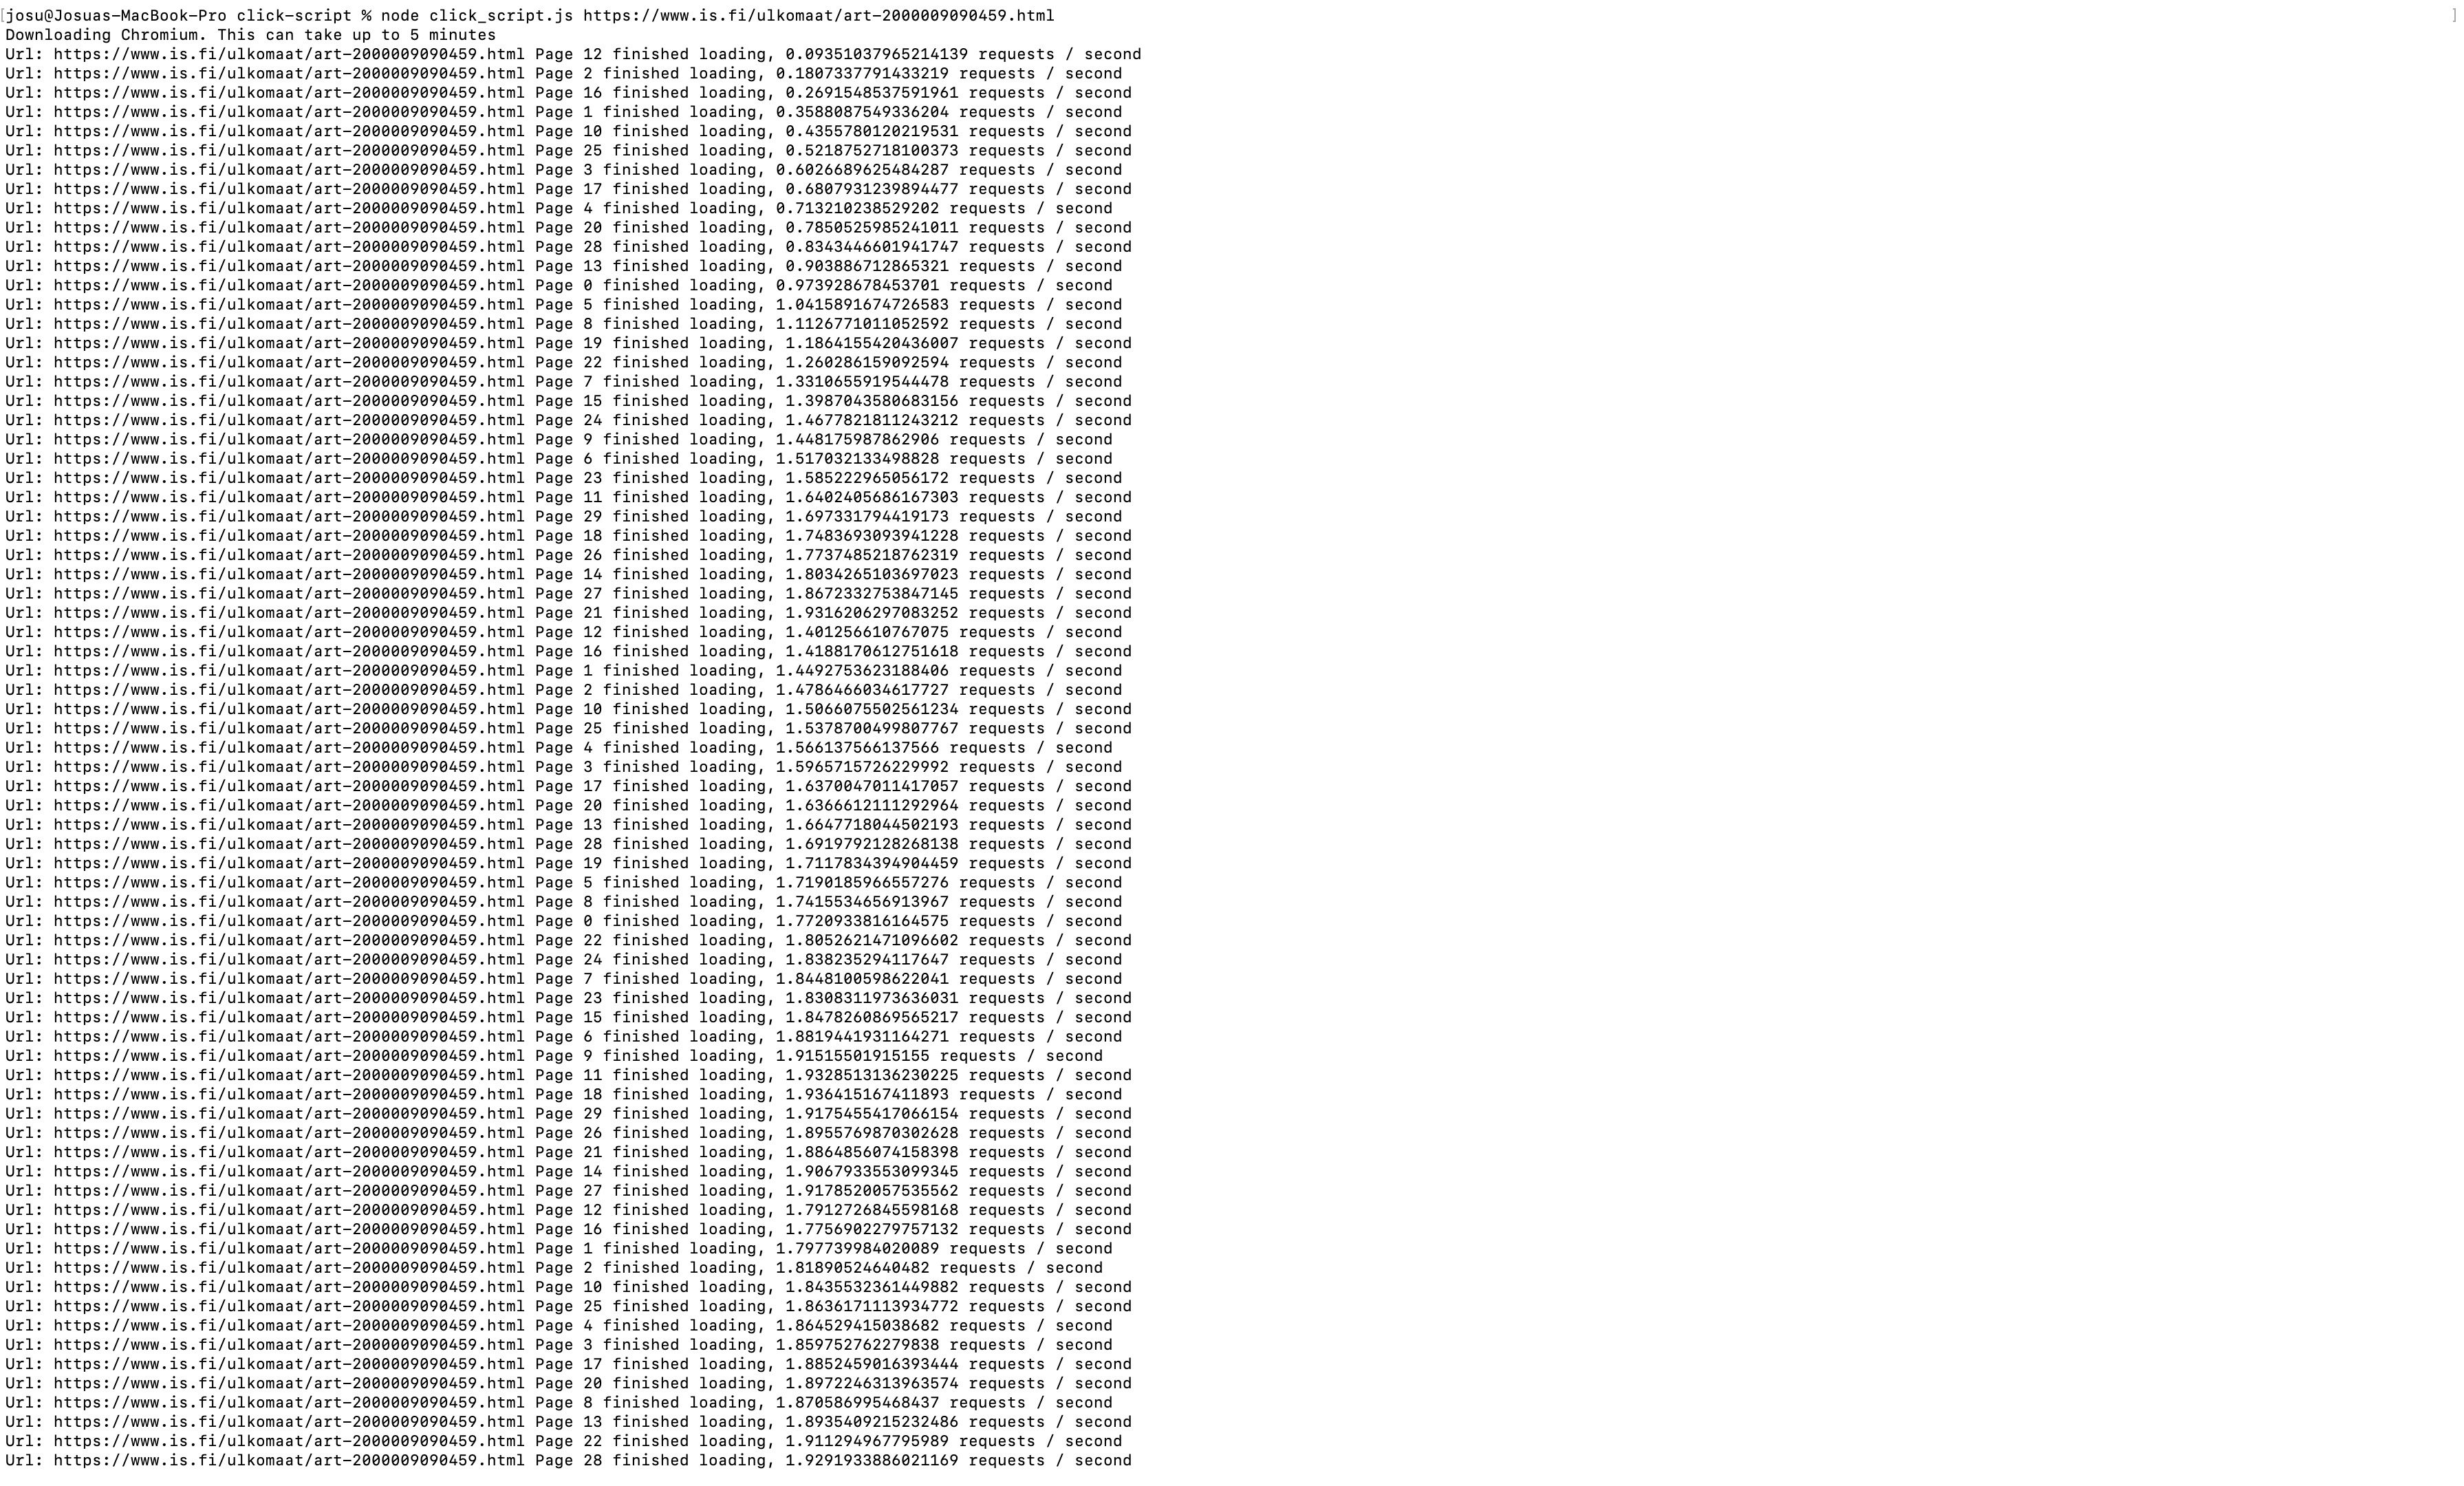 josu@Josuas-MacBook-Pro click-script % node click_script.js https://www.is.fi/ulkomaat/art-2000009090459.html
Downloading Chromium. This can take up to 5 minutes
Url: https://www.is.fi/ulkomaat/art-2000009090459.html Page 12 finished loading, 0.09351037965214139 requests / second
Url: https://www.is.fi/ulkomaat/art-2000009090459.html Page 2 finished loading, 0.1807337791433219 requests / second
Url: https://www.is.fi/ulkomaat/art-2000009090459.html Page 16 finished loading, 0.2691548537591961 requests / second
Url: https://www.is.fi/ulkomaat/art-2000009090459.html Page 1 finished loading, 0.3588087549336204 requests / second
Url: https://www.is.fi/ulkomaat/art-2000009090459.html Page 10 finished loading, 0.4355780120219531 requests / second
Url: https://www.is.fi/ulkomaat/art-2000009090459.html Page 25 finished loading, 0.5218752718100373 requests / second
Url: https://www.is.fi/ulkomaat/art-2000009090459.html Page 3 finished loading, 0.6026689625484287 requests / second
Url: https://www.is.fi/ulkomaat/art-2000009090459.html Page 17 finished loading, 0.6807931239894477 requests / second
Url: https://www.is.fi/ulkomaat/art-2000009090459.html Page 4 finished loading, 0.713210238529202 requests / second
Url: https://www.is.fi/ulkomaat/art-2000009090459.html Page 20 finished loading, 0.7850525985241011 requests / second
Url: https://www.is.fi/ulkomaat/art-2000009090459.html Page 28 finished loading, 0.8343446601941747 requests / second
Url: https://www.is.fi/ulkomaat/art-2000009090459.html Page 13 finished loading, 0.903886712865321 requests / second
Url: https://www.is.fi/ulkomaat/art-2000009090459.html Page 0 finished loading, 0.973928678453701 requests / second
Url: https://www.is.fi/ulkomaat/art-2000009090459.html Page 5 finished loading, 1.0415891674726583 requests / second
Url: https://www.is.fi/ulkomaat/art-2000009090459.html Page 8 finished loading, 1.1126771011052592 requests / second
Url: https://www.is.fi/ulkomaat/art-2000009090459.html Page 19 finished loading, 1.1864155420436007 requests / second
Url: https://www.is.fi/ulkomaat/art-2000009090459.html Page 22 finished loading, 1.260286159092594 requests / second
Url: https://www.is.fi/ulkomaat/art-2000009090459.html Page 7 finished loading, 1.3310655919544478 requests / second
Url: https://www.is.fi/ulkomaat/art-2000009090459.html Page 15 finished loading, 1.3987043580683156 requests / second
Url: https://www.is.fi/ulkomaat/art-2000009090459.html Page 24 finished loading, 1.4677821811243212 requests / second
Url: https://www.is.fi/ulkomaat/art-2000009090459.html Page 9 finished loading, 1.448175987862906 requests / second
Url: https://www.is.fi/ulkomaat/art-2000009090459.html Page 6 finished loading, 1.517032133498828 requests / second
Url: https://www.is.fi/ulkomaat/art-2000009090459.html Page 23 finished loading, 1.585222965056172 requests / second
Url: https://www.is.fi/ulkomaat/art-2000009090459.html Page 11 finished loading, 1.6402405686167303 requests / second
Url: https://www.is.fi/ulkomaat/art-2000009090459.html Page 29 finished loading, 1.697331794419173 requests / second
Url: https://www.is.fi/ulkomaat/art-2000009090459.html Page 18 finished loading, 1.7483693093941228 requests / second
Url: https://www.is.fi/ulkomaat/art-2000009090459.html Page 26 finished loading, 1.7737485218762319 requests / second
Url: https://www.is.fi/ulkomaat/art-2000009090459.html Page 14 finished loading, 1.8034265103697023 requests / second
Url: https://www.is.fi/ulkomaat/art-2000009090459.html Page 27 finished loading, 1.8672332753847145 requests / second
Url: https://www.is.fi/ulkomaat/art-2000009090459.html Page 21 finished loading, 1.9316206297083252 requests / second
Url: https://www.is.fi/ulkomaat/art-2000009090459.html Page 12 finished loading, 1.401256610767075 requests / second
Url: https://www.is.fi/ulkomaat/art-2000009090459.html Page 16 finished loading, 1.4188170612751618 requests / second
Url: https://www.is.fi/ulkomaat/art-2000009090459.html Page 1 finished loading, 1.4492753623188406 requests / second
Url: https://www.is.fi/ulkomaat/art-2000009090459.html Page 2 finished loading, 1.4786466034617727 requests / second
Url: https://www.is.fi/ulkomaat/art-2000009090459.html Page 10 finished loading, 1.5066075502561234 requests / second
Url: https://www.is.fi/ulkomaat/art-2000009090459.html Page 25 finished loading, 1.5378700499807767 requests / second
Url: https://www.is.fi/ulkomaat/art-2000009090459.html Page 4 finished loading, 1.566137566137566 requests / second
Url: https://www.is.fi/ulkomaat/art-2000009090459.html Page 3 finished loading, 1.5965715726229992 requests / second
Url: https://www.is.fi/ulkomaat/art-2000009090459.html Page 17 finished loading, 1.6370047011417057 requests / second
Url: https://www.is.fi/ulkomaat/art-2000009090459.html Page 20 finished loading, 1.6366612111292964 requests / second
Url: https://www.is.fi/ulkomaat/art-2000009090459.html Page 13 finished loading, 1.6647718044502193 requests / second
Url: https://www.is.fi/ulkomaat/art-2000009090459.html Page 28 finished loading, 1.6919792128268138 requests / second
Url: https://www.is.fi/ulkomaat/art-2000009090459.html Page 19 finished loading, 1.7117834394904459 requests / second
Url: https://www.is.fi/ulkomaat/art-2000009090459.html Page 5 finished loading, 1.7190185966557276 requests / second
Url: https://www.is.fi/ulkomaat/art-2000009090459.html Page 8 finished loading, 1.7415534656913967 requests / second
Url: https://www.is.fi/ulkomaat/art-2000009090459.html Page 0 finished loading, 1.7720933816164575 requests / second
Url: https://www.is.fi/ulkomaat/art-2000009090459.html Page 22 finished loading, 1.8052621471096602 requests / second
Url: https://www.is.fi/ulkomaat/art-2000009090459.html Page 24 finished loading, 1.838235294117647 requests / second
Url: https://www.is.fi/ulkomaat/art-2000009090459.html Page 7 finished loading, 1.8448100598622041 requests / second
Url: https://www.is.fi/ulkomaat/art-2000009090459.html Page 23 finished loading, 1.8308311973636031 requests / second
Url: https://www.is.fi/ulkomaat/art-2000009090459.html Page 15 finished loading, 1.8478260869565217 requests / second
Url: https://www.is.fi/ulkomaat/art-2000009090459.html Page 6 finished loading, 1.8819441931164271 requests / second
Url: https://www.is.fi/ulkomaat/art-2000009090459.html Page 9 finished loading, 1.91515501915155 requests / second
Url: https://www.is.fi/ulkomaat/art-2000009090459.html Page 11 finished loading, 1.9328513136230225 requests / second
Url: https://www.is.fi/ulkomaat/art-2000009090459.html Page 18 finished loading, 1.936415167411893 requests / second
Url: https://www.is.fi/ulkomaat/art-2000009090459.html Page 29 finished loading, 1.9175455417066154 requests / second
Url: https://www.is.fi/ulkomaat/art-2000009090459.html Page 26 finished loading, 1.8955769870302628 requests / second
Url: https://www.is.fi/ulkomaat/art-2000009090459.html Page 21 finished loading, 1.8864856074158398 requests / second
Url: https://www.is.fi/ulkomaat/art-2000009090459.html Page 14 finished loading, 1.9067933553099345 requests / second
Url: https://www.is.fi/ulkomaat/art-2000009090459.html Page 27 finished loading, 1.9178520057535562 requests / second
Url: https://www.is.fi/ulkomaat/art-2000009090459.html Page 12 finished loading, 1.7912726845598168 requests / second
Url: https://www.is.fi/ulkomaat/art-2000009090459.html Page 16 finished loading, 1.7756902279757132 requests / second
Url: https://www.is.fi/ulkomaat/art-2000009090459.html Page 1 finished loading, 1.797739984020089 requests / second
Url: https://www.is.fi/ulkomaat/art-2000009090459.html Page 2 finished loading, 1.81890524640482 requests / second
Url: https://www.is.fi/ulkomaat/art-2000009090459.html Page 10 finished loading, 1.8435532361449882 requests / second
Url: https://www.is.fi/ulkomaat/art-2000009090459.html Page 25 finished loading, 1.8636171113934772 requests / second
Url: https://www.is.fi/ulkomaat/art-2000009090459.html Page 4 finished loading, 1.864529415038682 requests / second
Url: https://www.is.fi/ulkomaat/art-2000009090459.html Page 3 finished loading, 1.859752762279838 requests / second
Url: https://www.is.fi/ulkomaat/art-2000009090459.html Page 17 finished loading, 1.8852459016393444 requests / second
Url: https://www.is.fi/ulkomaat/art-2000009090459.html Page 20 finished loading, 1.8972246313963574 requests / second
Url: https://www.is.fi/ulkomaat/art-2000009090459.html Page 8 finished loading, 1.870586995468437 requests / second
Url: https://www.is.fi/ulkomaat/art-2000009090459.html Page 13 finished loading, 1.8935409215232486 requests / second
Url: https://www.is.fi/ulkomaat/art-2000009090459.html Page 22 finished loading, 1.911294967795989 requests / second
Url: https://www.is.fi/ulkomaat/art-2000009090459.html Page 28 finished loading, 1.9291933886021169 requests / second